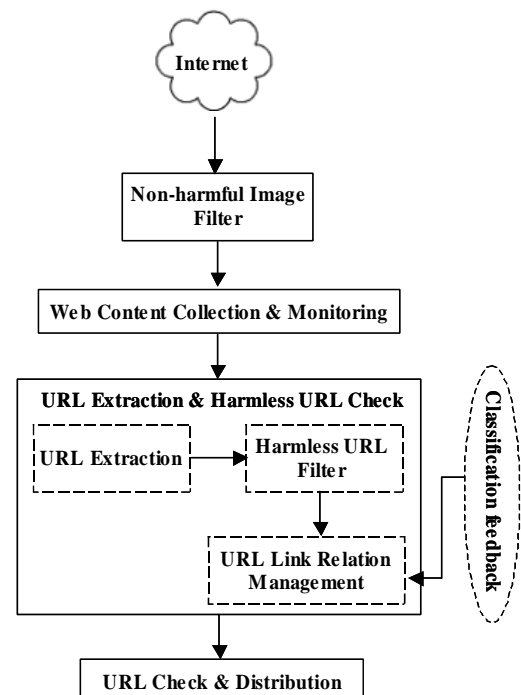 Internet
Non-harmful Image
Filter
Web Content Collection & Monitoring
URL Extraction & Harmless URL Check
URL Extraction
Harmless URL
Filter
URL Link Relation
Management
Classification feedback
URL Check & Distribution